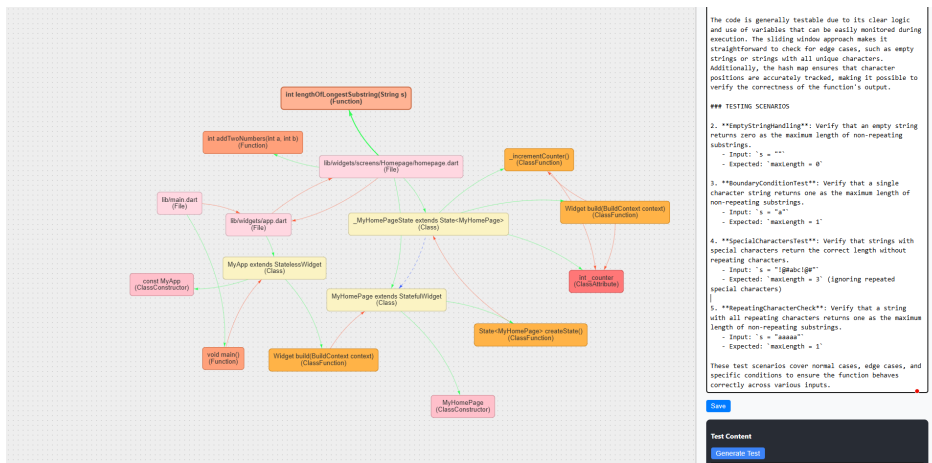 int lengthOfLongestSubstring(String s)
(Function)
int addTwoNumbers(int a, int b)
(Function)
lib/widgets/screens/Homepage/homepage.dart
(File)
_incrementCounter()
(ClassFunction)
lib/main.dart
(File)
lib/widgets/app.dart
(File)
_MyHomePageState extends State<MyHomePage>
(Class)
Widget build(BuildContext context)
(ClassFunction)
MyApp extends StatelessWidget
(Class)
const MyApp
(ClassConstructor)
int _counter
(ClassAttribute)
MyHomePage extends StatefulWidget
(Class)
State<MyHomePage> createState()
(ClassFunction)
void main()
(Function)
Widget build(BuildContext context)
(ClassFunction)
MyHomePage
(ClassConstructor)
The code is generally testable due to its clear logic
and use of variables that can be easily monitored during
execution. The sliding window approach makes it
straightforward to check for edge cases, such as empty
strings or strings with all unique characters.
Additionally, the hash map ensures that character
positions are accurately tracked, making it possible to
verify the correctness of the function's output.
### TESTING SCENARIOS
2. **EmptyStringHandling**: Verify that an empty string
returns zero as the maximum length of non-repeating
substrings.
- Input: `s = ""`
- Expected: `maxLength = 0`
3. **BoundaryConditionTest**: Verify that a single
character string returns one as the maximum length of
non-repeating substrings.
- Input: `s = "a"`
- Expected: `maxLength = 1`
4. **SpecialCharactersTest**: Verify that strings with
special characters return the correct length without
repeating characters.
- Input: `s = "!@#abc!@#"`
- Expected: `maxLength = 3` (ignoring repeated
special characters)
5. **RepeatingCharacterCheck**: Verify that a string
with all repeating characters returns one as the maximum
length of non-repeating substrings.
- Input: `s = "aaaaa"`
- Expected: `maxLength = 1`
These test scenarios cover normal cases, edge cases, and
specific conditions to ensure the function behaves
correctly across various inputs.
Save
Test Content
Generate Test